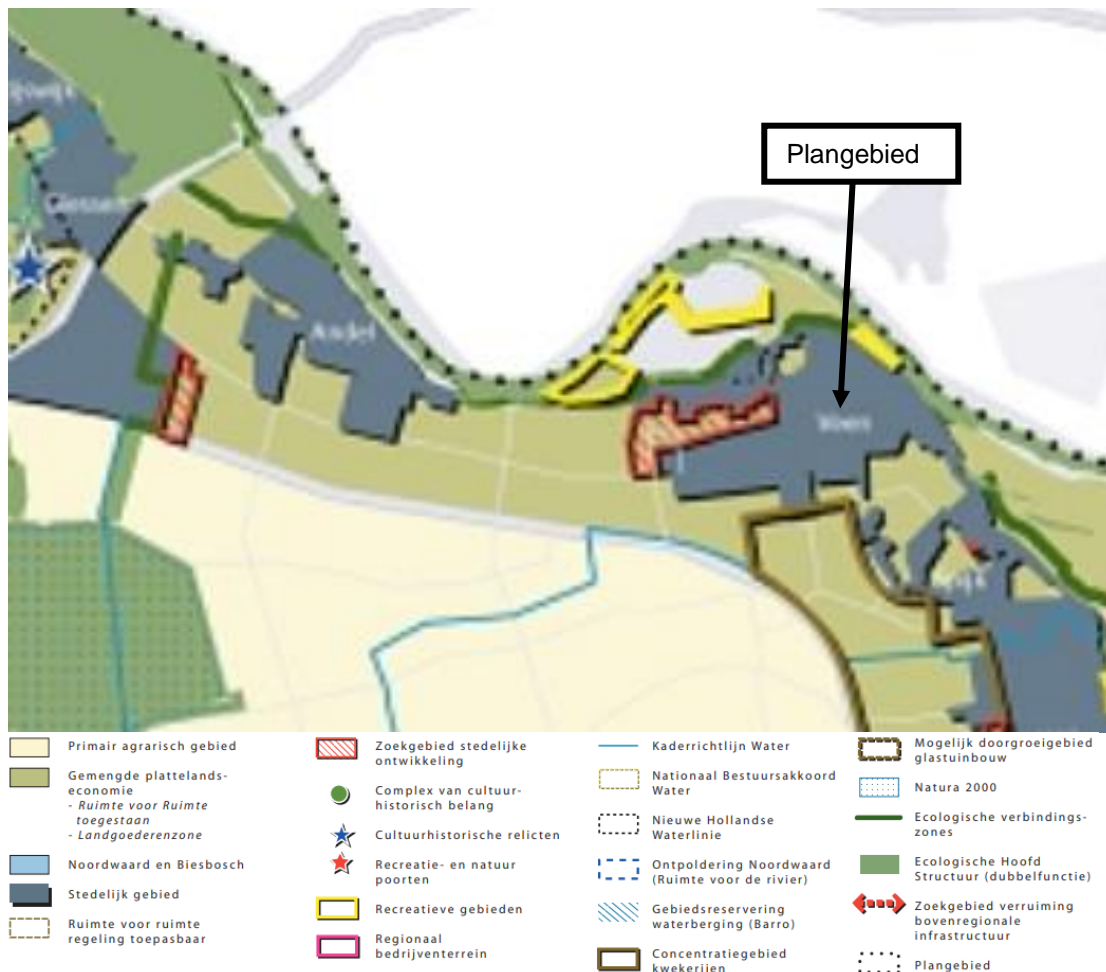 Plangebied
Giessen
Andel
Primair agrarisch gebied
Gemengde plattelands-
economie
- Ruimte voor Ruimte
toegestaan
- Landgoederenzone
Noordwaard en Biesbosch
Stedelijk gebied
Ruimte voor ruimte
regeling toepasbaar
Zoekgebied stedelijke
ontwikkeling
Complex van cultuur-
historisch belang
Cultuurhistorische relicten
Recreatie- en natuur
poorten
Recreatieve gebieden
Regionaal
bedrijventerrein
Kaderrichtlijn Water
Nationaal Bestuursakkoord
Water
Nieuwe Hollandse
Waterlinie
Ontpoldering Noordwaard
(Ruimte voor de rivier)
Gebiedsreservering
waterberging (Barro)
Concentratiegebied
kwekerijen
Mogelijk doorgroeigebied
glastuinbouw
Natura 2000
Ecologische verbindings-
zones
Ecologische Hoofd
Structuur (dubbelfunctie)
Zoekgebied verruiming
bovenregionale
infrastructuur
Plangebied